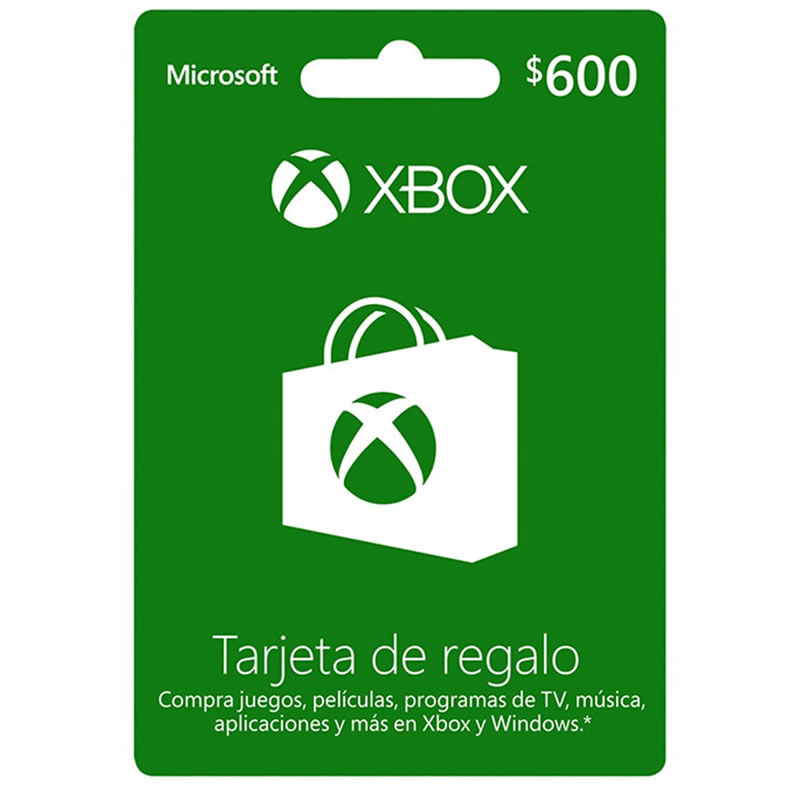 Microsoft
$600
XBOX
Tarjeta de regalo
Compra juegos, películas, programas de TV, música,
aplicaciones y más en Xbox y Windows.*